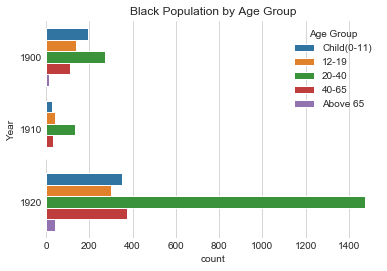 Black Population by Age Group
Age Group
Child(0-11)
12-19
20-40
40-65
Above 65
Year
1900
1910
1920
0 200 400 600 800 1000 1200 1400
count